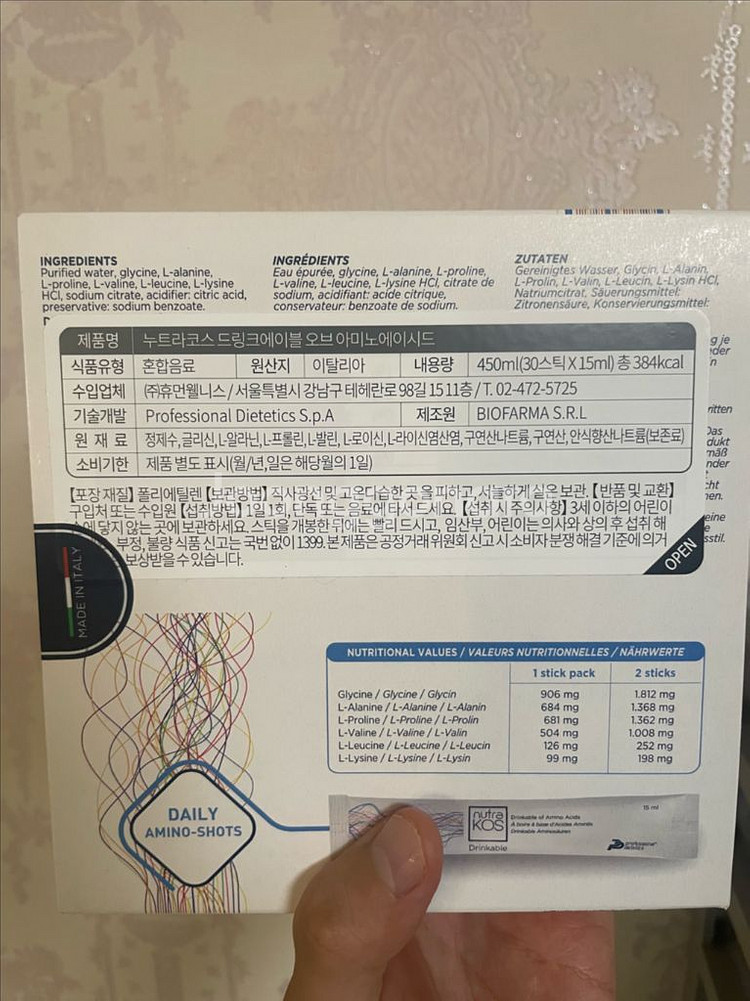 INGREDIENTS
Purified water, glycine, L-alanine,
L-proline, L-valine, L-leucine, L-lysine
HCl, sodium citrate, acidifier: citric acid,
preservative: sodium benzoate.
INGRÉDIENTS
Eau épurée, glycine, L-alanine, L-proline,
L-valine, L-leucine, L-lysine HCl, citrate de
sodium, acidifiant: acide citrique,
conservateur: benzoate de sodium.
ZUTATEN
Gereinigtes Wasser, Glycin, L-Alanin,
L-Prolin, L-Valin, L-Leucin, L-Lysin HCl,
Natriumcitrat, Säuerungsmittel:
Zitronensäure, Konservierungsmittel:
제품명 누트라코스 드링크에이블 오브 아미노에이시드
식품유형 혼합음료 원산지 이탈리아 내용량 450ml(30스틱 X 15ml) 총 384kcal
수입업체 ㈜휴먼웰니스 / 서울특별시 강남구 테헤란로98길 15 11층 / T. 02-472-5725
기술개발 Professional Dietetics S.p.A 제조원 BIOFARMA S.R.L
원 재 료 정제수, 글리신, L-알라닌, L-프롤린, L-발린, L-로이신, L-라이신염산염, 구연산나트륨, 구연산, 안식향산나트륨(보존료)
소비기한 제품 별도 표시(월/년,일은 해당월의 1일)
【포장 재질】 폴리에틸렌 【보관방법】 직사광선 및 고온다습한 곳을 피하고, 서늘하게 실온 보관. 【반품 및 교환】
구입처 또는 수입원 【섭취방법】 1일 1회, 단독 또는 음료에 타서 드세요. 【섭취 시 주의사항】 3세 이하의 어린이
에 닿지 않는 곳에 보관하세요. 스틱을 개봉한 뒤에는 빨리 드시고, 임산부, 어린이는 의사와 상의 후 섭취 해
부정, 불량 식품 신고는 국번 없이 1399. 본 제품은 공정거래 위원회 신고 시 소비자 분쟁 해결 기준에 의거
보상받을 수 있습니다.
OPEN
MADE IN ITALY
NUTRITIONAL VALUES / VALEURS NUTRITIONNELLES / NÄHRWERTE
1 stick pack 2 sticks
Glycine / Glycine / Glycin 906 mg 1.812 mg
L-Alanine / L-Alanine / L-Alanin 684 mg 1.368 mg
L-Proline / L-Proline / L-Prolin 681 mg 1.362 mg
L-Valine / L-Valine / L-Valin 504 mg 1.008 mg
L-Leucine / L-Leucine / L-Leucin 126 mg 252 mg
L-Lysine / L-Lysine / L-Lysin 99 mg 198 mg
DAILY
AMINO-SHOTS
nutra
KOS
Drinkable
Drinkable of Amino Acids
A boire à base d'Acides Aminés
Drinkable Aminosäuren
15 ml
professional
dietetics